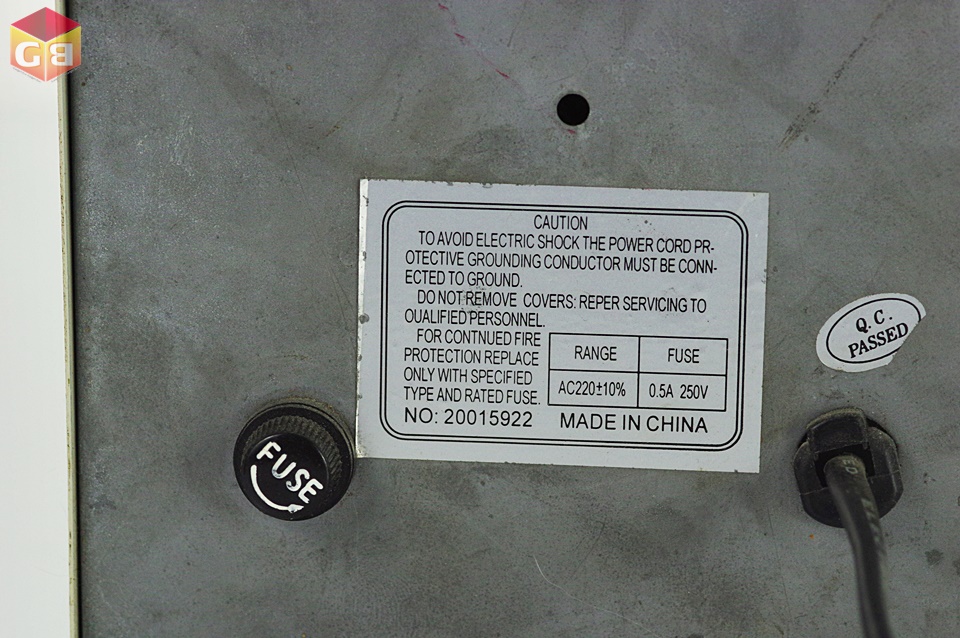 GB
CAUTION
TO AVOID ELECTRIC SHOCK THE POWER CORD PR-
OTECTIVE GROUNDING CONDUCTOR MUST BE CONN-
ECTED TO GROUND.
DO NOT REMOVE COVERS: REPER SERVICING TO
OUALIFIED PERSONNEL.
FOR CONTNUED FIRE
PROTECTION REPLACE
ONLY WITH SPECIFIED
TYPE AND RATED FUSE.
RANGE FUSE
AC220±10% 0.5A 250V
NO: 20015922 MADE IN CHINA
Q.C.
PASSED
FUSE